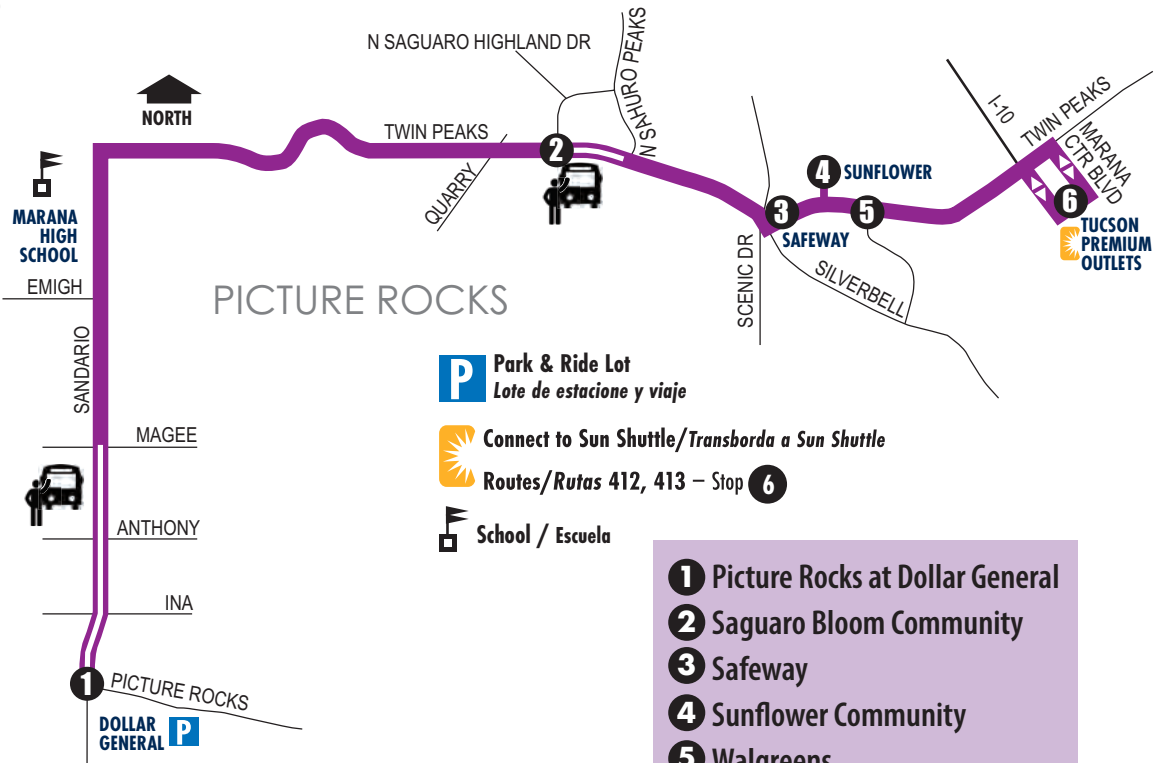 N SAGUARO HIGHLAND DR
N SAHURO PEAKS
NORTH
TWIN PEAKS
QUARRY
2
I-10
TWIN PEAKS
MARANA
CTR BLVD
4 SUNFLOWER
3
SAFEWAY
5
6
TUCSON
PREMIUM
OUTLETS
SCENIC DR
SILVERBELL
MARANA
HIGH
SCHOOL
EMIGH
PICTURE ROCKS
SANDARIO
MAGEE
ANTHONY
INA
1
PICTURE ROCKS
DOLLAR
GENERAL P
P Park & Ride Lot
Lote de estacione y viaje
Connect to Sun Shuttle/Transborda a Sun Shuttle
Routes/Rutas 412, 413 – Stop 6
School / Escuela
1 Picture Rocks at Dollar General
2 Saguaro Bloom Community
3 Safeway
4 Sunflower Community
5 Walgreens